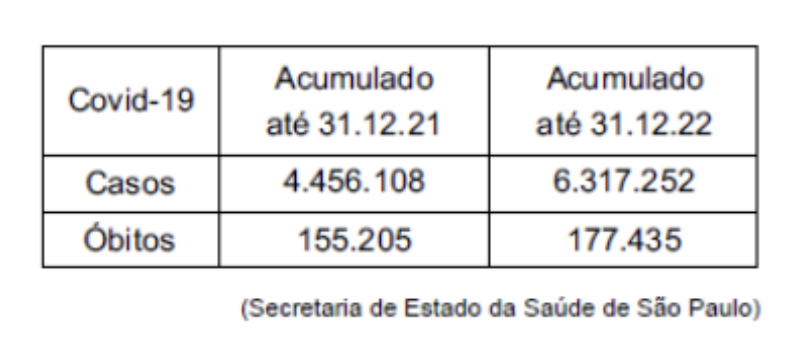 Covid-19
Acumulado
até 31.12.21
Acumulado
até 31.12.22
Casos 4.456.108 6.317.252
Óbitos 155.205 177.435
(Secretaria de Estado da Saúde de São Paulo)